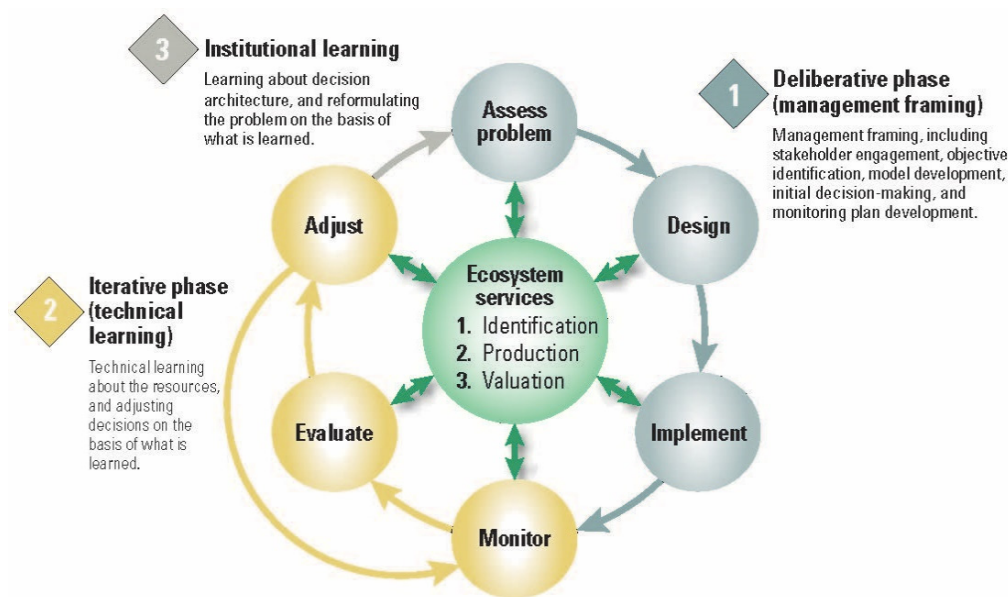 3
Institutional learning
Learning about decision
architecture, and reformulating
the problem on the basis of
what is learned.
Assess
problem
1
Deliberative phase
(management framing)
Management framing, including
stakeholder engagement, objective
identification, model development,
initial decision-making, and
monitoring plan development.
Adjust
Design
2
Iterative phase
(technical
learning)
Technical learning
about the resources,
and adjusting
decisions on the
basis of what is
learned.
Ecosystem
services
1. Identification
2. Production
3. Valuation
Evaluate
Implement
Monitor